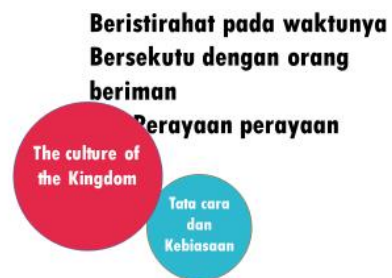 Beristirahat pada waktunya
Bersekutu dengan orang
beriman
Perayaan perayaan
The culture of
the Kingdom
Tata cara
dan
Kebiasaan